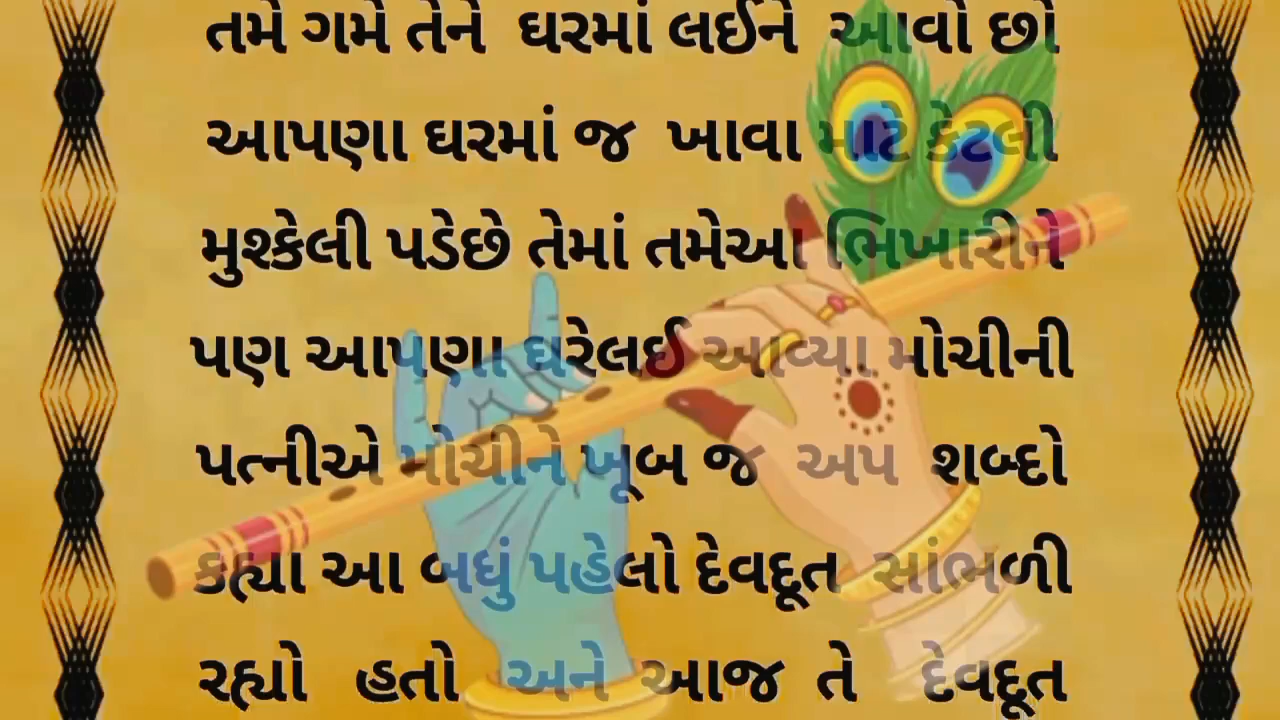 તમે ગમે તેને ઘરમાં લઈને આવો છો
આપણા ઘરમાં જ ખાવા માટે કેટલી
મુશ્કેલી પડેછે તેમાં તમેઆ ભિખારીને
પણ આપણા ઘરેલઈ આવ્યા મોચીની
પત્નીએ મોચીને ખૂબ જ અપ શબ્દો
કહ્યા આ બધું પહેલો દેવદૂત સાંભળી
રહ્યો હતો અને આજ તે દેવદૂત